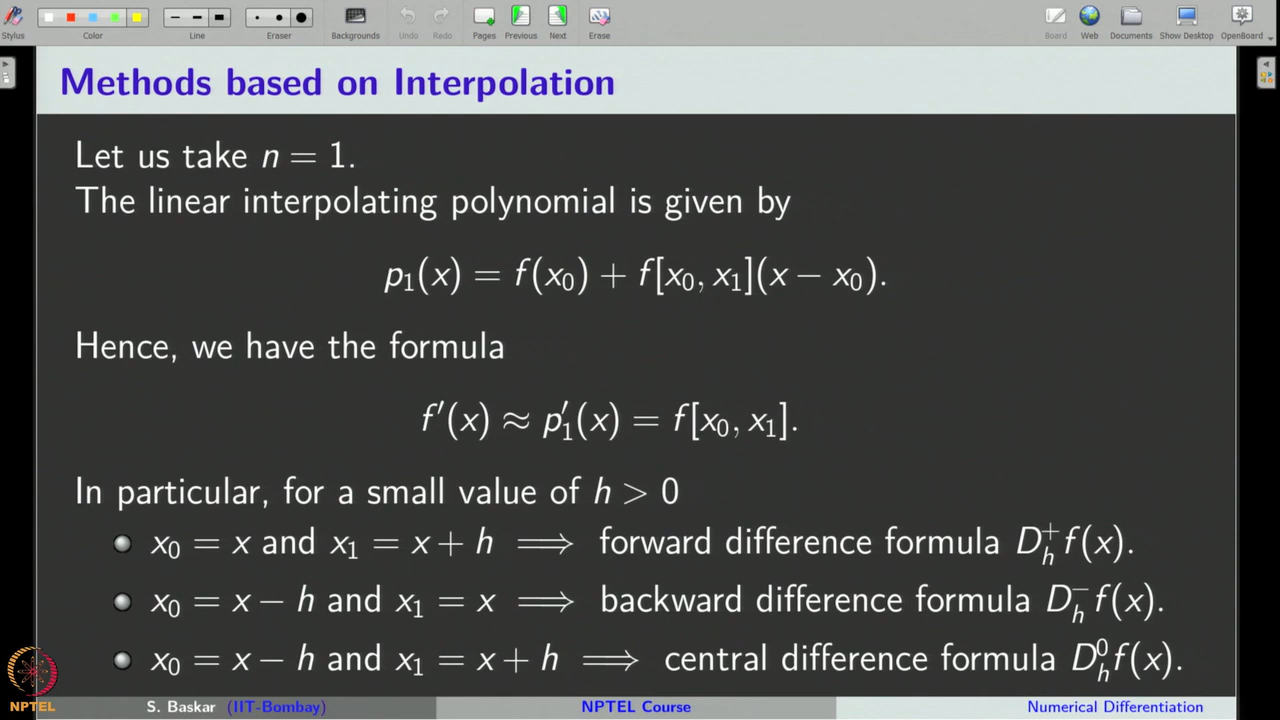 Stylus Color Line Eraser Backgrounds Undo Redo Pages Previous Next Erase Board Web Documents Show Desktop OpenBoard
Methods based on Interpolation
Let us take n = 1.
The linear interpolating polynomial is given by
p₁(x) = f(x₀) + f[x₀, x₁](x − x₀).
Hence, we have the formula
f′(x) ≈ p′₁(x) = f[x₀, x₁].
In particular, for a small value of h > 0
x₀ = x and x₁ = x + h ⟹ forward difference formula D⁺ₕf(x).
x₀ = x − h and x₁ = x ⟹ backward difference formula D⁻ₕf(x).
x₀ = x − h and x₁ = x + h ⟹ central difference formula D⁰ₕf(x).
NPTEL
S. Baskar (IIT-Bombay) NPTEL Course Numerical Differentiation